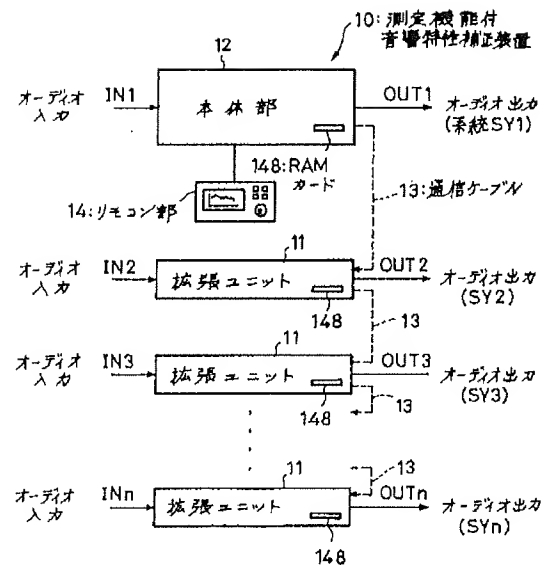 10:測定機能付
音響特性補正装置
12
オーディオ
入力
IN1
本体部
OUT1
オーディオ出力
(系統SY1)
148:RAM
カード
14:リモコン部
13:通信ケーブル
オーディオ
入力
IN2
11
拡張ユニット
148
OUT2
オーディオ出力
(SY2)
13
オーディオ
入力
IN3
11
拡張ユニット
148
OUT3
オーディオ出力
(SY3)
13
13
オーディオ
入力
INn
11
拡張ユニット
148
OUTn
オーディオ出力
(SYn)